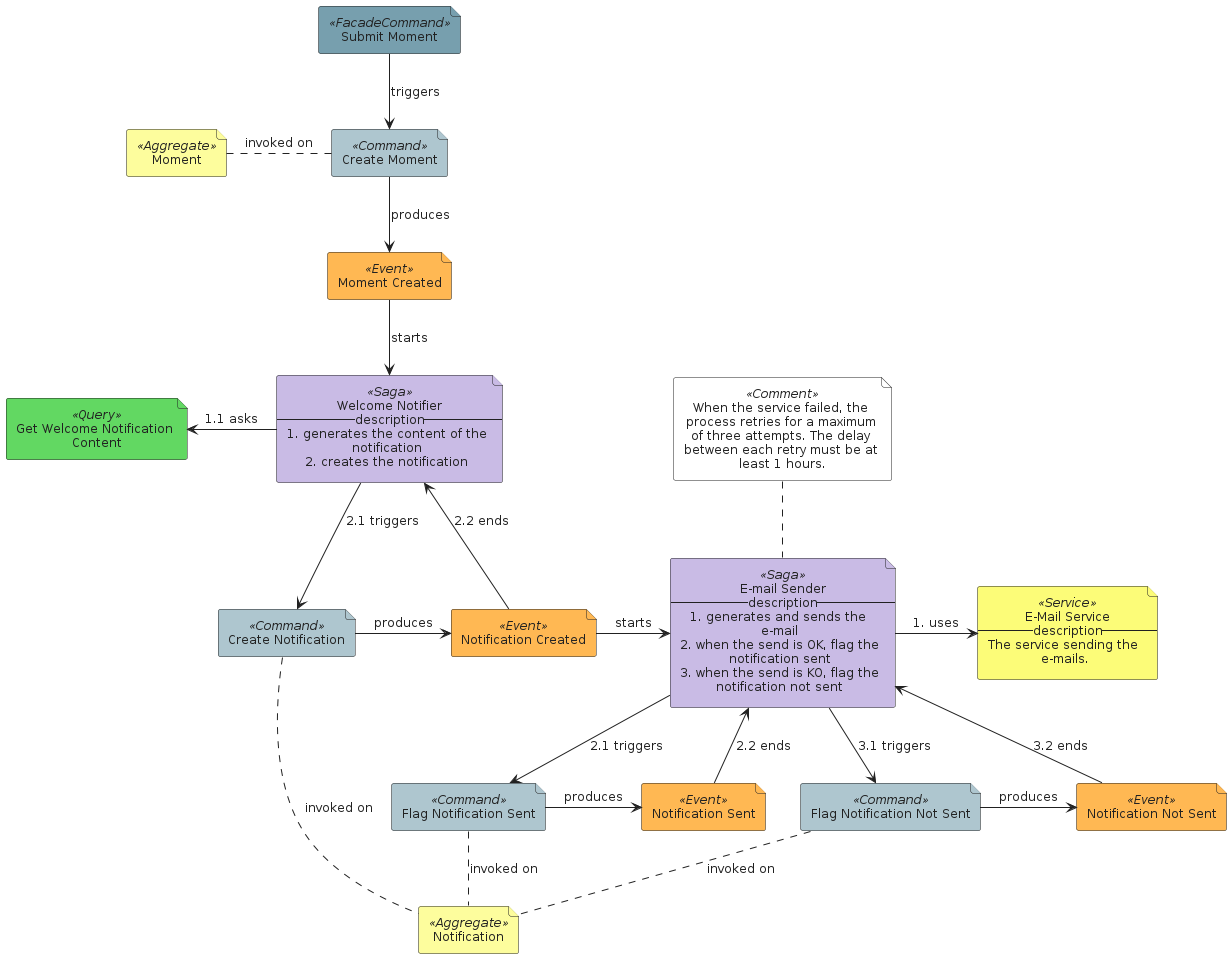 «FacadeCommand»
Submit Moment
triggers
«Aggregate»
Moment
invoked on
«Command»
Create Moment
produces
«Event»
Moment Created
starts
«Query»
Get Welcome Notification
Content
1.1 asks
«Saga»
Welcome Notifier
description
1. generates the content of the
notification
2. creates the notification
«Comment»
When the service failed, the
process retries for a maximum
of three attempts. The delay
between each retry must be at
least 1 hours.
2.1 triggers
2.2 ends
«Command»
Create Notification
produces
«Event»
Notification Created
starts
«Saga»
E-mail Sender
description
1. generates and sends the
e-mail
2. when the send is OK, flag the
notification sent
3. when the send is KO, flag the
notification not sent
1. uses
«Service»
E-Mail Service
description
The service sending the
e-mails.
2.1 triggers
2.2 ends
3.1 triggers
3.2 ends
«Command»
Flag Notification Sent
produces
«Event»
Notification Sent
«Command»
Flag Notification Not Sent
produces
«Event»
Notification Not Sent
invoked on
invoked on
invoked on
«Aggregate»
Notification